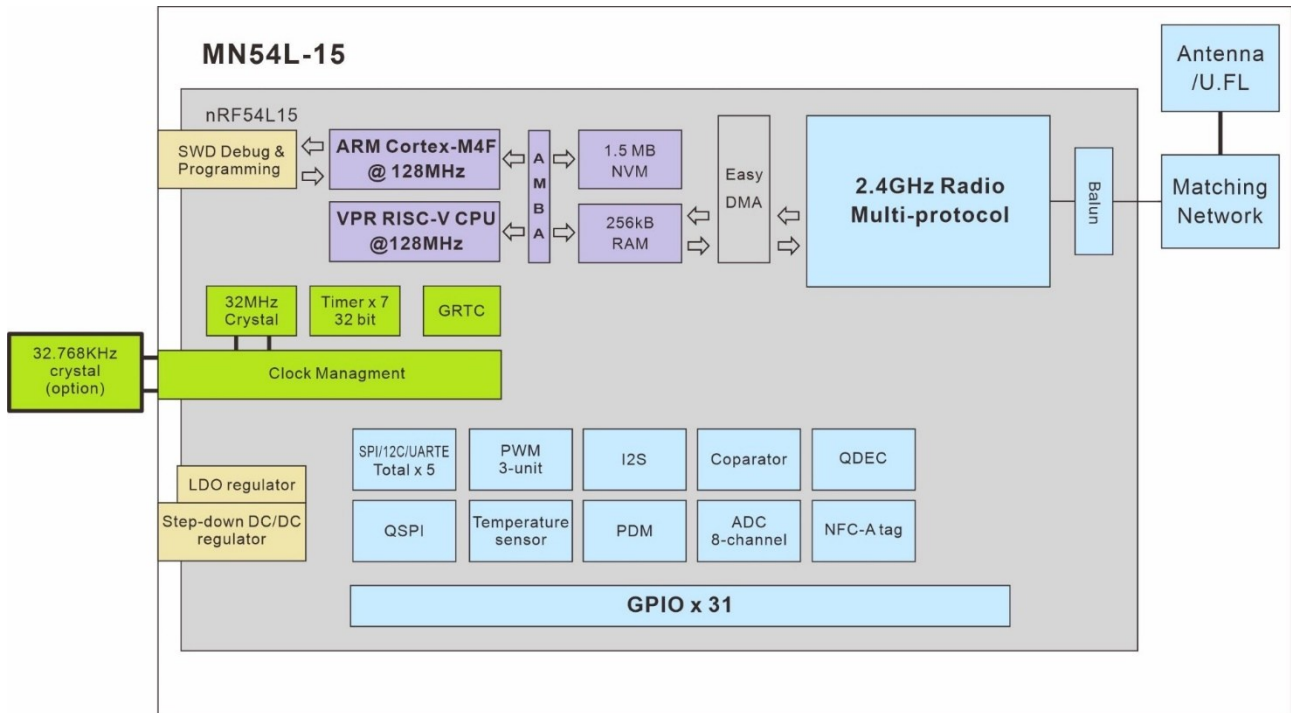 MN54L-15
Antenna
/U.FL
nRF54L15
SWD Debug &
Programming
ARM Cortex-M4F
@ 128MHz
A
M
B
A
1.5 MB
NVM
Easy
DMA
2.4GHz Radio
Multi-protocol
Balun
Matching
Network
VPR RISC-V CPU
@128MHz
256kB
RAM
32MHz
Crystal
Timer x 7
32 bit
GRTC
32.768KHz
crystal
(option)
Clock Managment
SPI/12C/UARTE
Total x 5
PWM
3-unit
I2S
Coparator
QDEC
LDO regulator
Step-down DC/DC
regulator
QSPI
Temperature
sensor
PDM
ADC
8-channel
NFC-A tag
GPIO x 31